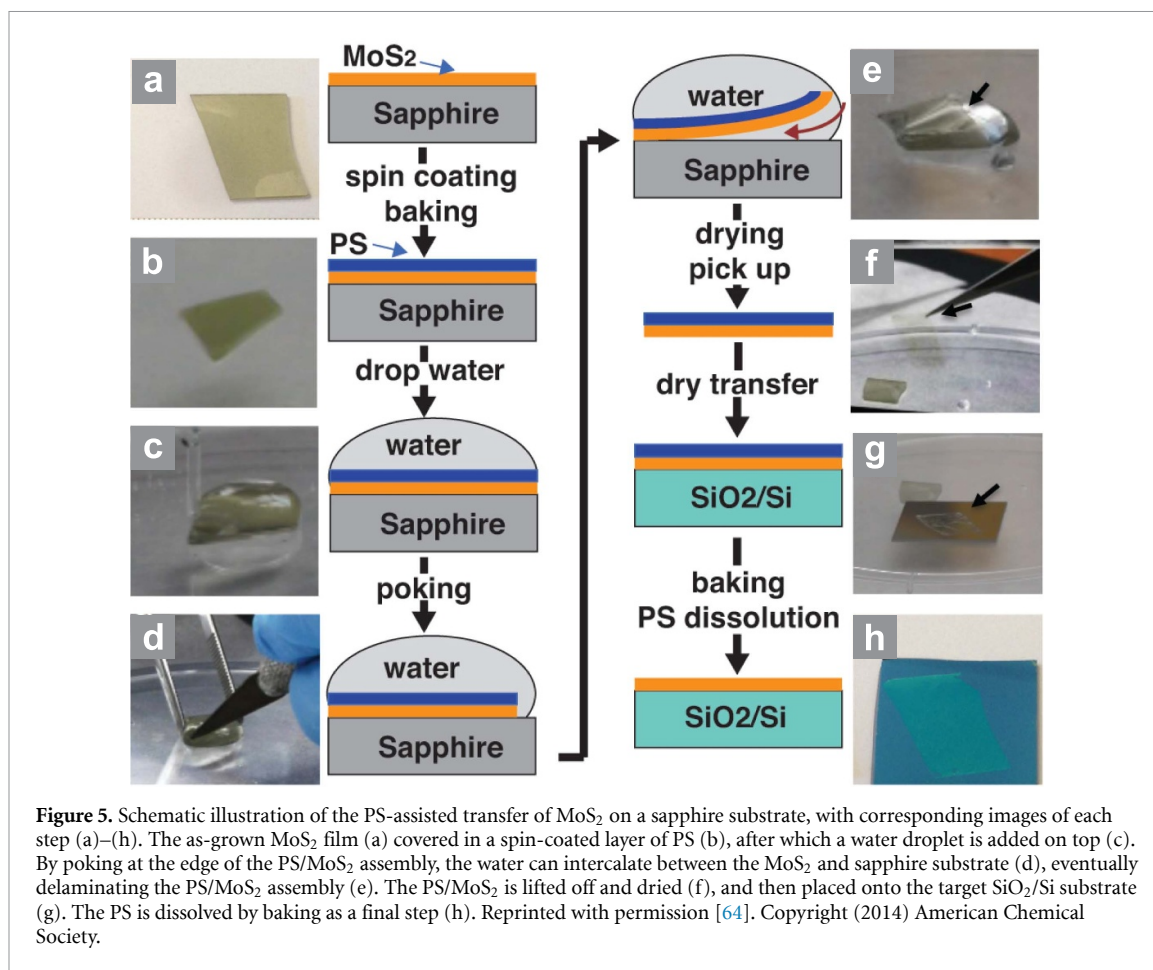 a
MoS2
Sapphire
spin coating
baking
b
PS
Sapphire
drop water
c
water
Sapphire
poking
d
water
Sapphire
water
Sapphire
e
drying
pick up
f
dry transfer
g
SiO2/Si
baking
PS dissolution
h
SiO2/Si
Figure 5. Schematic illustration of the PS-assisted transfer of MoS₂ on a sapphire substrate, with corresponding images of each
step (a)–(h). The as-grown MoS₂ film (a) covered in a spin-coated layer of PS (b), after which a water droplet is added on top (c).
By poking at the edge of the PS/MoS₂ assembly, the water can intercalate between the MoS₂ and sapphire substrate (d), eventually
delaminating the PS/MoS₂ assembly (e). The PS/MoS₂ is lifted off and dried (f), and then placed onto the target SiO₂/Si substrate
(g). The PS is dissolved by baking as a final step (h). Reprinted with permission [64]. Copyright (2014) American Chemical
Society.